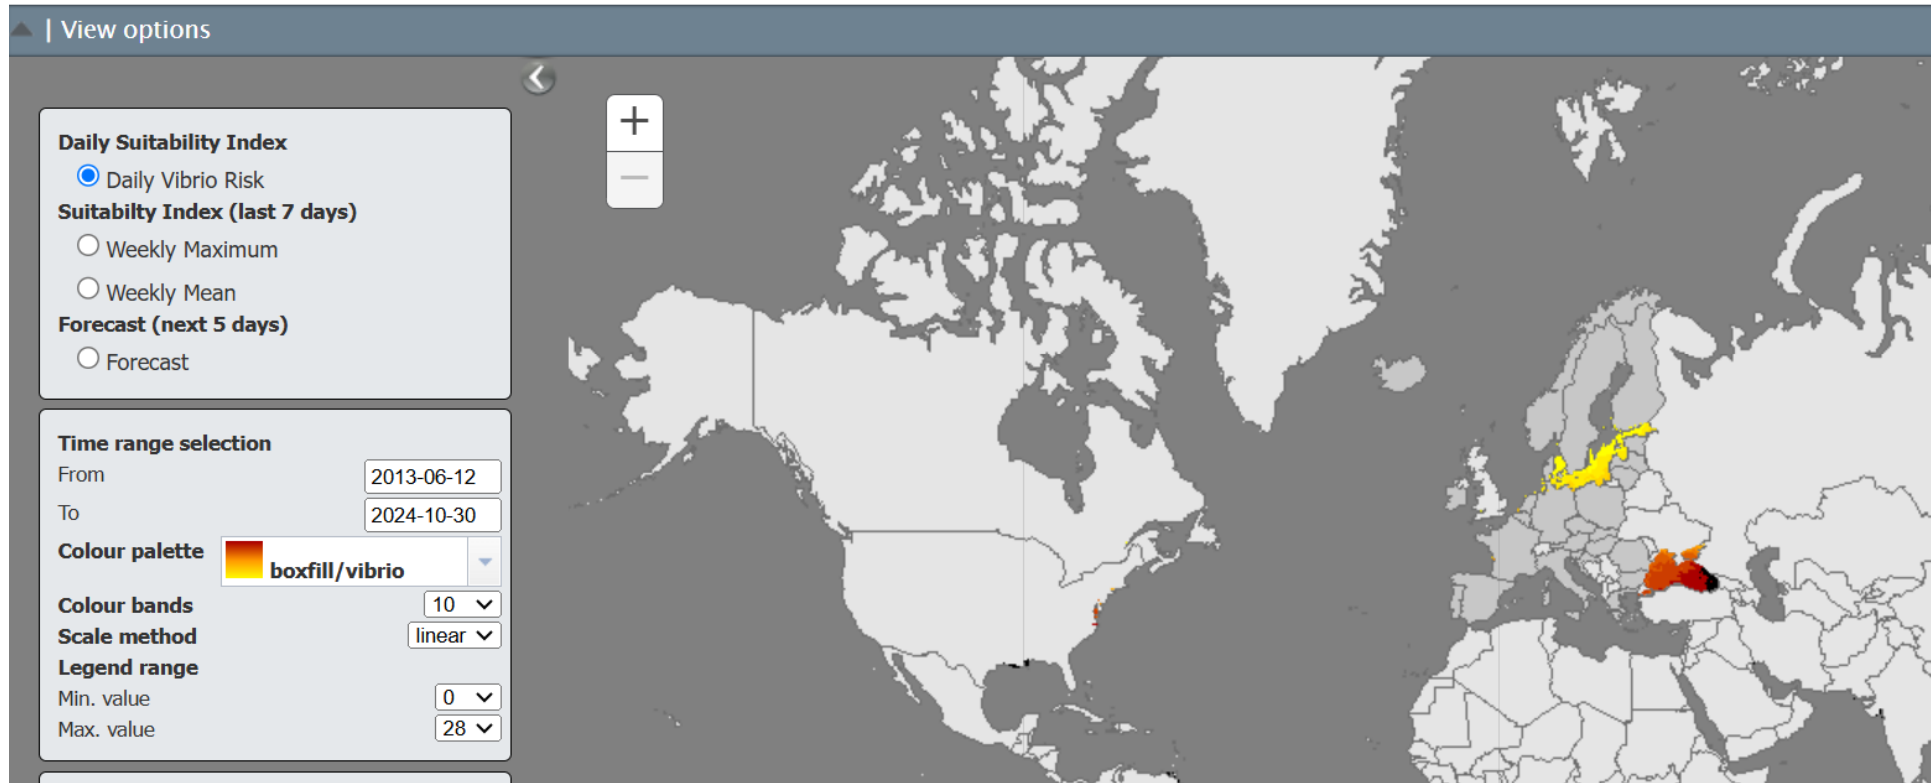 | View options
Daily Suitability Index
Daily Vibrio Risk
Suitabilty Index (last 7 days)
Weekly Maximum
Weekly Mean
Forecast (next 5 days)
Forecast
Time range selection
From 2013-06-12
To 2024-10-30
Colour palette boxfill/vibrio
Colour bands 10
Scale method linear
Legend range
Min. value 0
Max. value 28
+
−